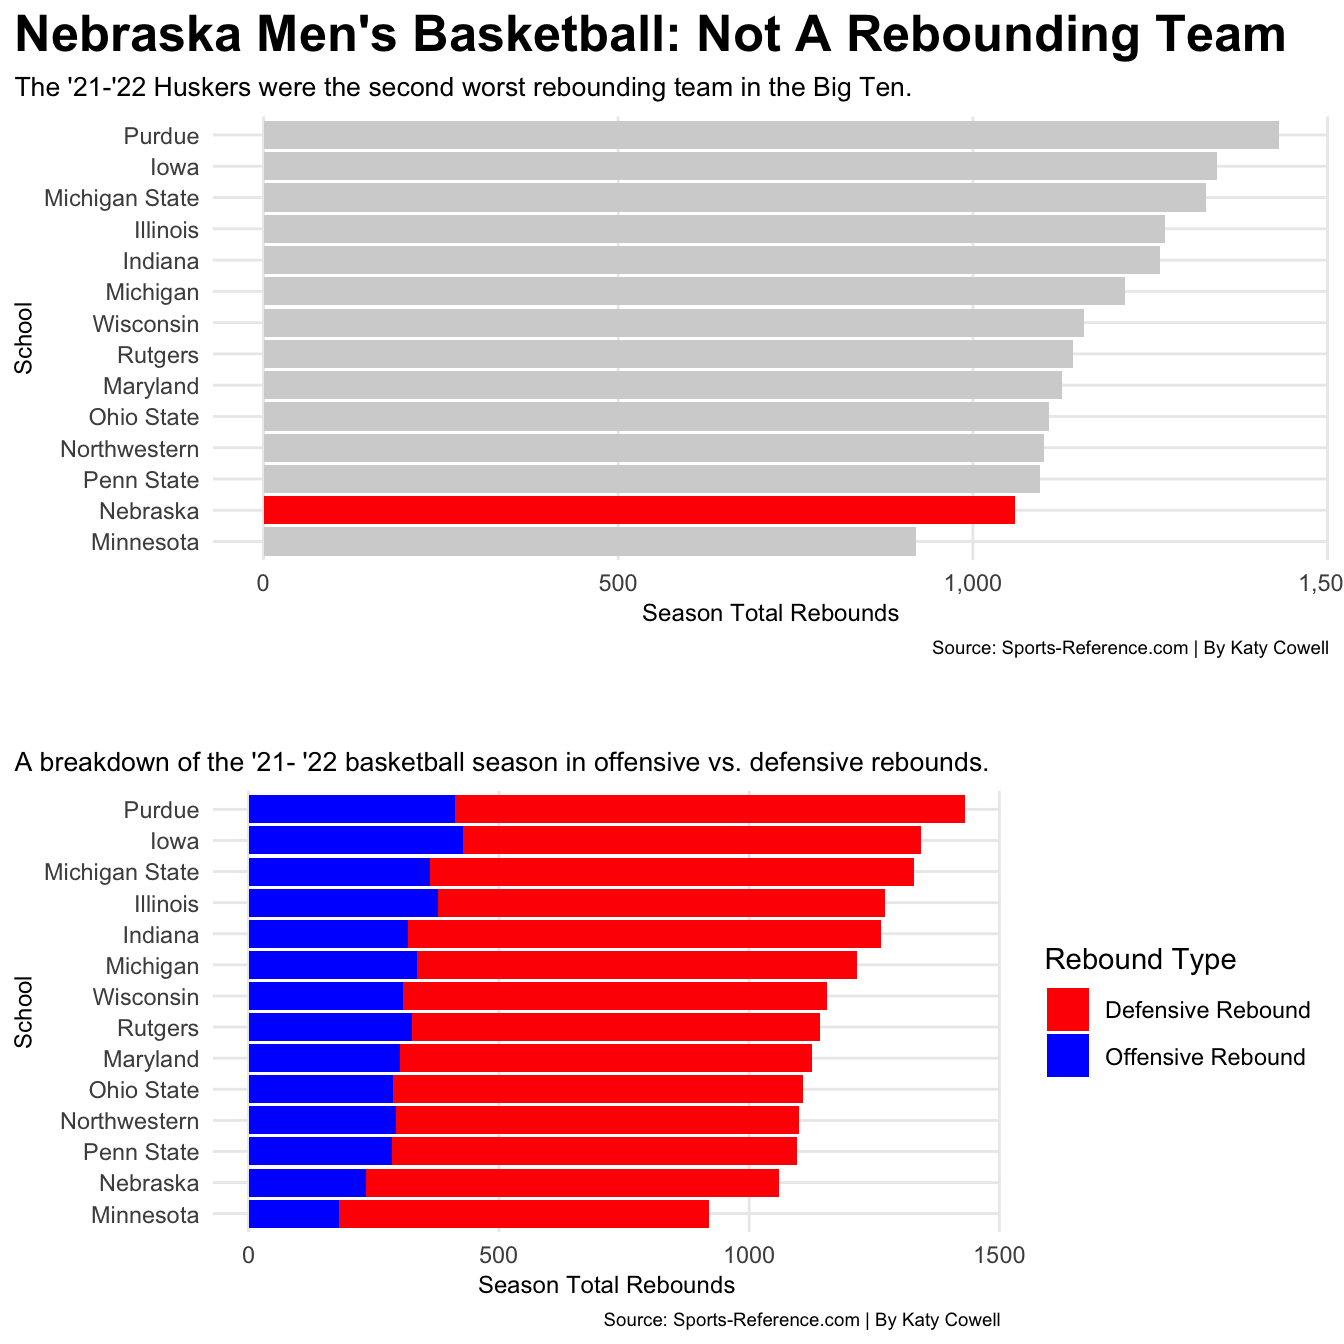 Nebraska Men's Basketball: Not A Rebounding Team
The '21-'22 Huskers were the second worst rebounding team in the Big Ten.
Purdue
Iowa
Michigan State
Illinois
Indiana
Michigan
Wisconsin
Rutgers
Maryland
Ohio State
Northwestern
Penn State
Nebraska
Minnesota
School
0 500 1,000 1,50
Season Total Rebounds
Source: Sports-Reference.com | By Katy Cowell
A breakdown of the '21- '22 basketball season in offensive vs. defensive rebounds.
Purdue
Iowa
Michigan State
Illinois
Indiana
Michigan
Wisconsin
Rutgers
Maryland
Ohio State
Northwestern
Penn State
Nebraska
Minnesota
School
0 500 1000 1500
Season Total Rebounds
Rebound Type
Defensive Rebound
Offensive Rebound
Source: Sports-Reference.com | By Katy Cowell